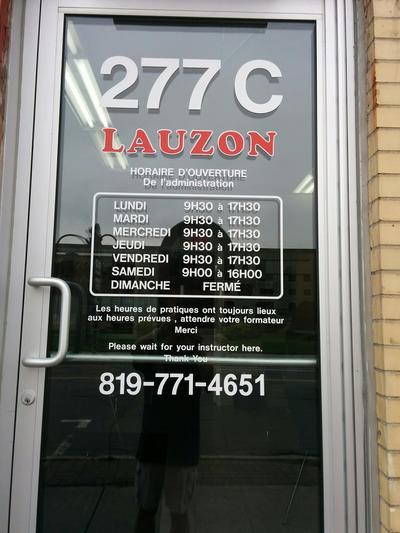 277 C
LAUZON
HORAIRE D'OUVERTURE
De l'administration
LUNDI 9H30 à 17H30
MARDI 9H30 à 17H30
MERCREDI 9H30 à 17H30
JEUDI 9H30 à 17H30
VENDREDI 9H30 à 17H30
SAMEDI 9H00 à 16H00
DIMANCHE FERMÉ
Les heures de pratiques ont toujours lieux
aux heures prévues , attendre votre formateur
Merci
Please wait for your instructor here.
Thank-You
819-771-4651